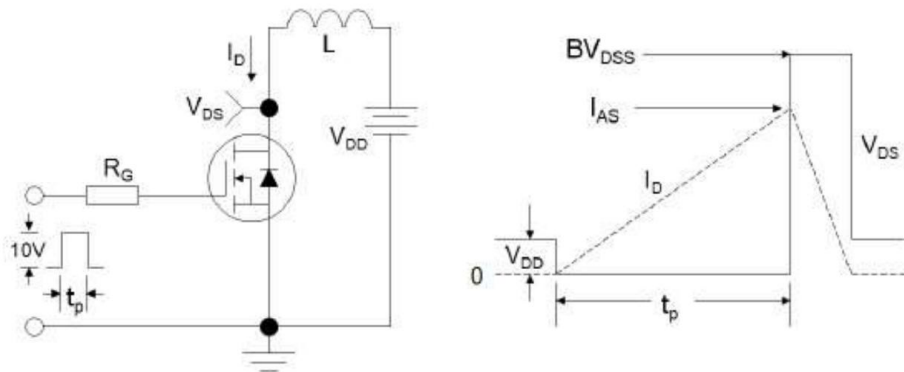 I_D
L
V_DS
V_DD
R_G
10V
t_p
BV_DSS
I_AS
V_DS
I_D
V_DD
0
t_p